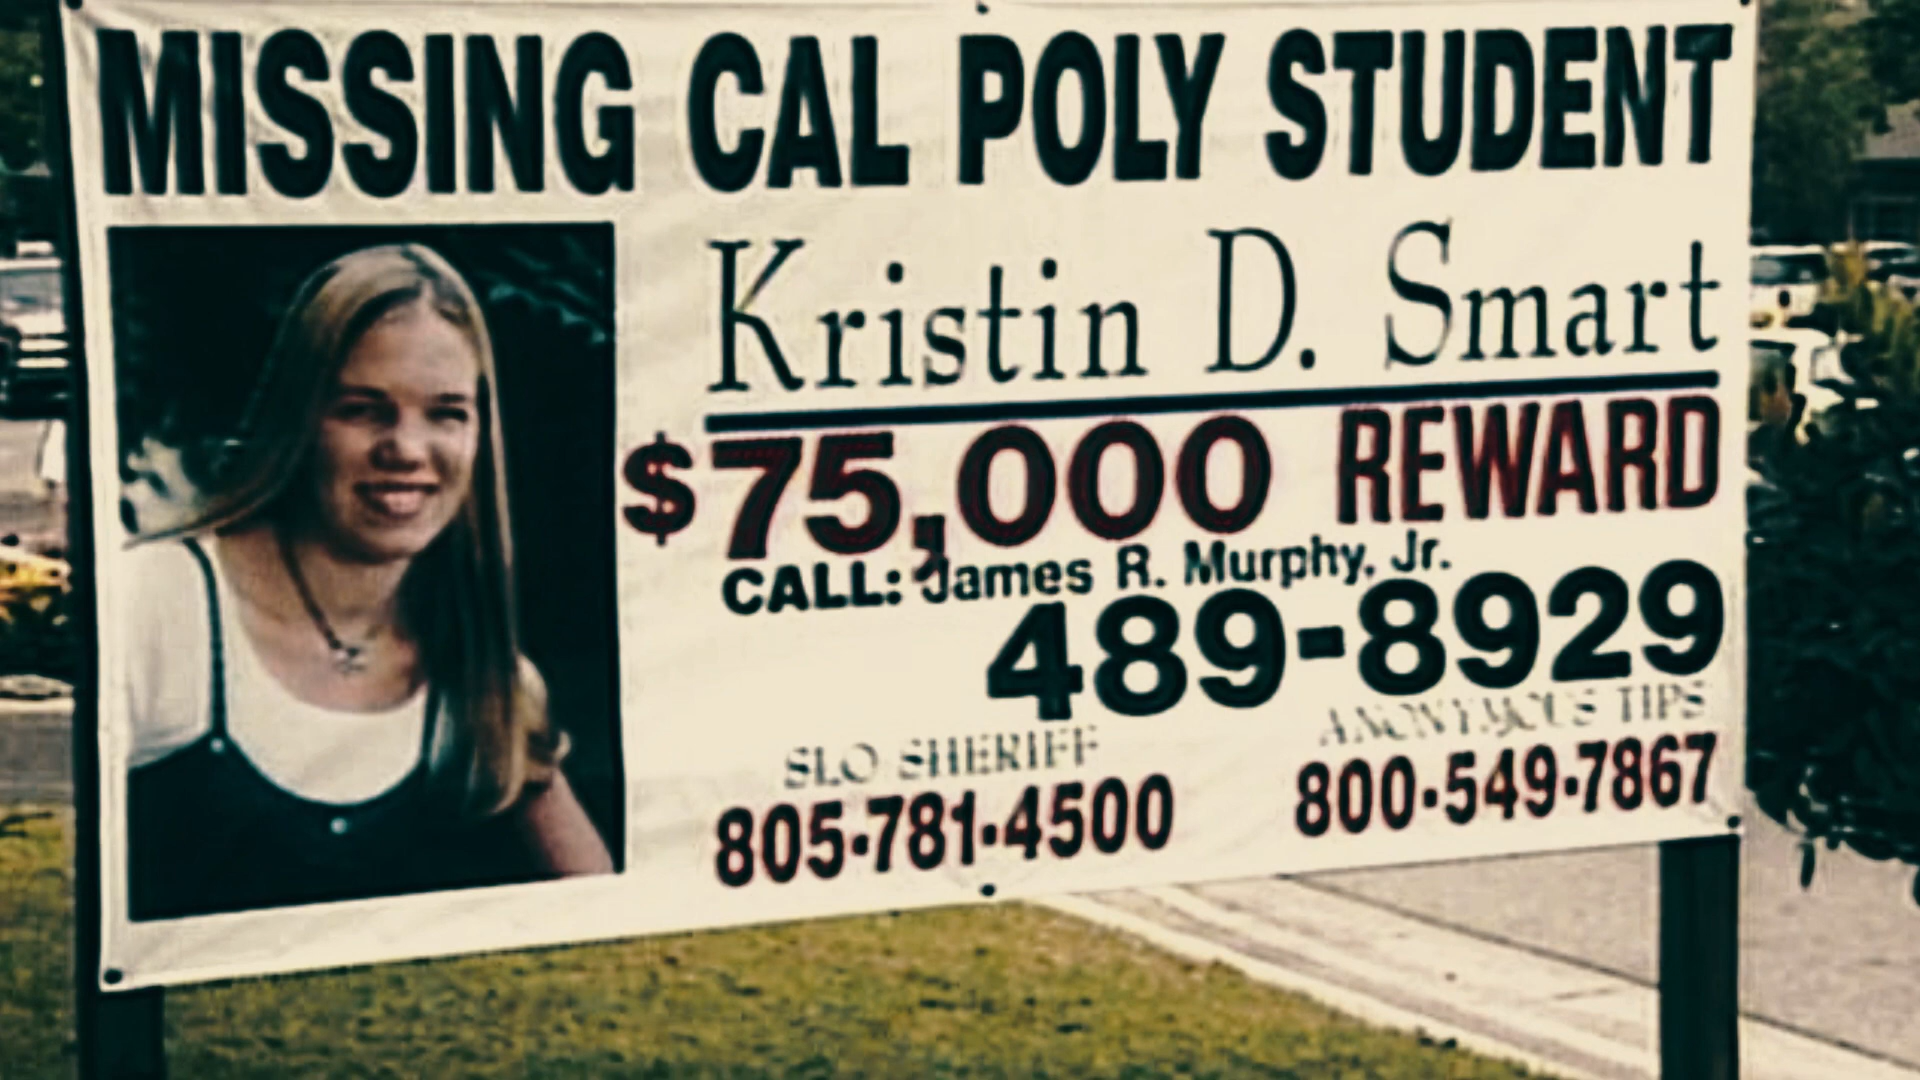 MISSING CAL POLY STUDENT
Kristin D. Smart
$75,000 REWARD
CALL: James R. Murphy, Jr.
489-8929
SLO SHERIFF
805-781-4500
ANONYMOUS TIPS
800-549-7867